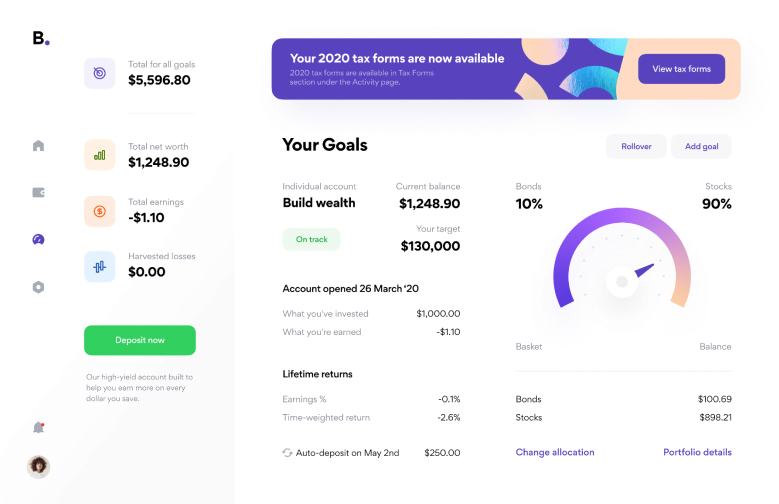 B.
Total for all goals
$5,596.80
Total net worth
$1,248.90
Total earnings
-$1.10
Harvested losses
$0.00
Deposit now
Our high-yield account built to
help you earn more on every
dollar you save.
Your 2020 tax forms are now available
2020 tax forms are available in Tax Forms
section under the Activity page.
View tax forms
Your Goals
Rollover
Add goal
Individual account
Build wealth
Current balance
$1,248.90
On track
Your target
$130,000
Account opened 26 March ‘20
What you've invested $1,000.00
What you're earned -$1.10
Lifetime returns
Earnings % -0.1%
Time-weighted return -2.6%
Auto-deposit on May 2nd $250.00
Bonds
10%
Stocks
90%
Basket Balance
Bonds $100.69
Stocks $898.21
Change allocation Portfolio details